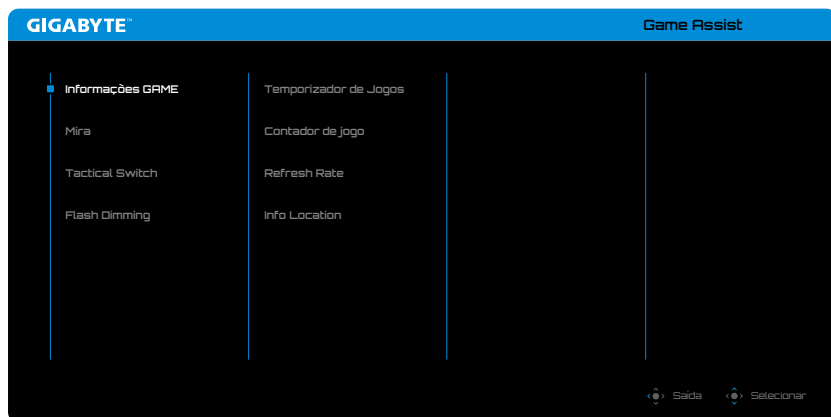 GIGABYTE™
Game Assist
Informações GAME
Temporizador de Jogos
Mira
Contador de jogo
Tactical Switch
Refresh Rate
Flash Dimming
Info Location
Saída
Selecionar